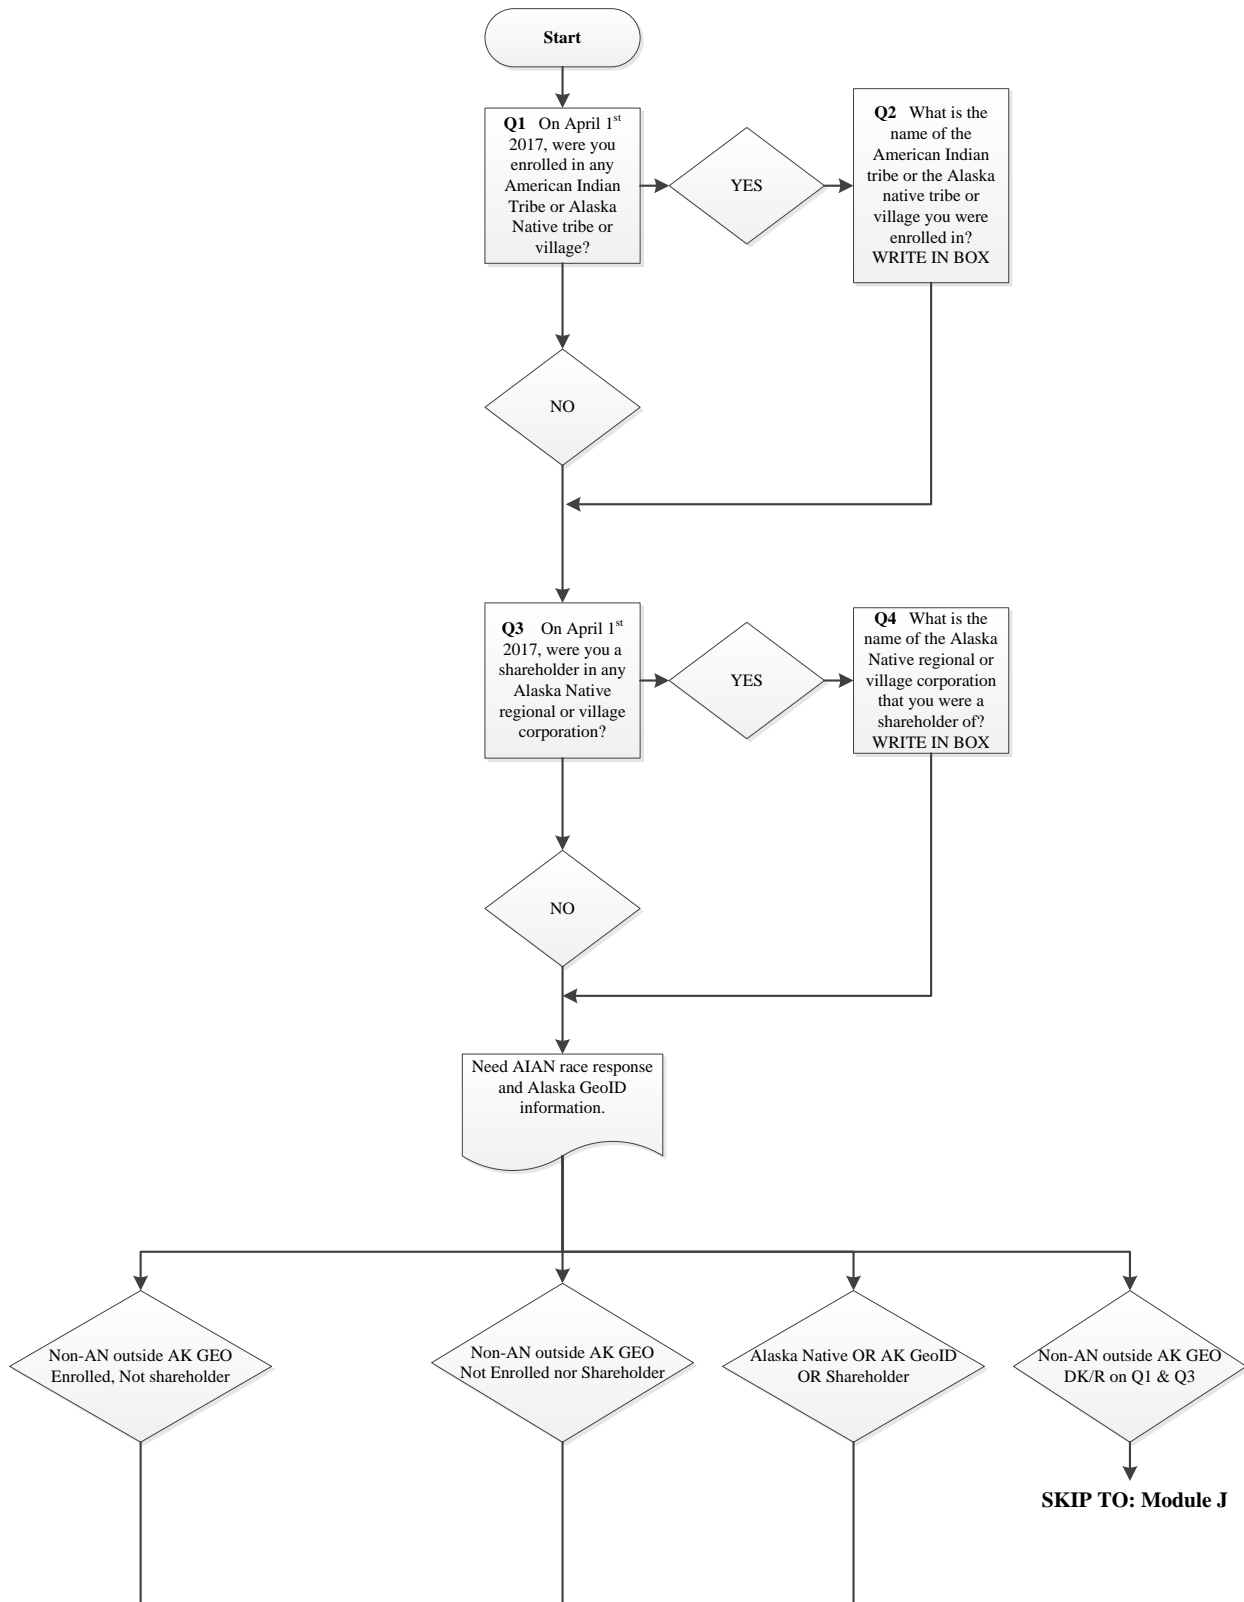 Start
Q1 On April 1st
2017, were you
enrolled in any
American Indian
Tribe or Alaska
Native tribe or
village?
YES
Q2 What is the
name of the
American Indian
tribe or the Alaska
native tribe or
village you were
enrolled in?
WRITE IN BOX
NO
Q3 On April 1st
2017, were you a
shareholder in any
Alaska Native
regional or village
corporation?
YES
Q4 What is the
name of the Alaska
Native regional or
village corporation
that you were a
shareholder of?
WRITE IN BOX
NO
Need AIAN race response
and Alaska GeoID
information.
Non-AN outside AK GEO
Enrolled, Not shareholder
Non-AN outside AK GEO
Not Enrolled nor Shareholder
Alaska Native OR AK GeoID
OR Shareholder
Non-AN outside AK GEO
DK/R on Q1 & Q3
SKIP TO: Module J